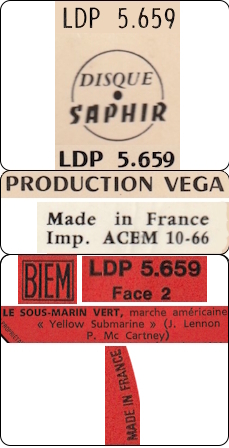 LDP 5.659
DISQUE
SAPHIR
LDP 5.659
PRODUCTION VEGA
Made in France
Imp. ACEM 10-66
BIEM
LDP 5.659
Face 2
LE SOUS-MARIN VERT, marche américaine
« Yellow Submarine » (J. Lennon
P. Mc Cartney)
MADE IN FRANCE